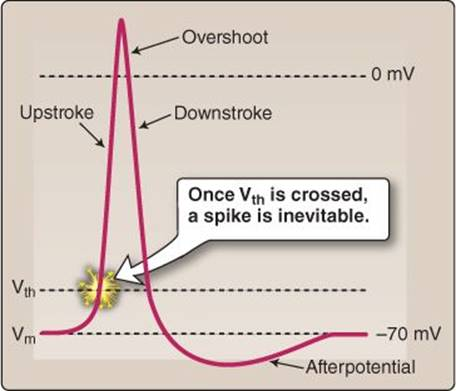 Overshoot
0 mV
Upstroke
Downstroke
Once Vth is crossed,
a spike is inevitable.
Vth
Vm
–70 mV
Afterpotential